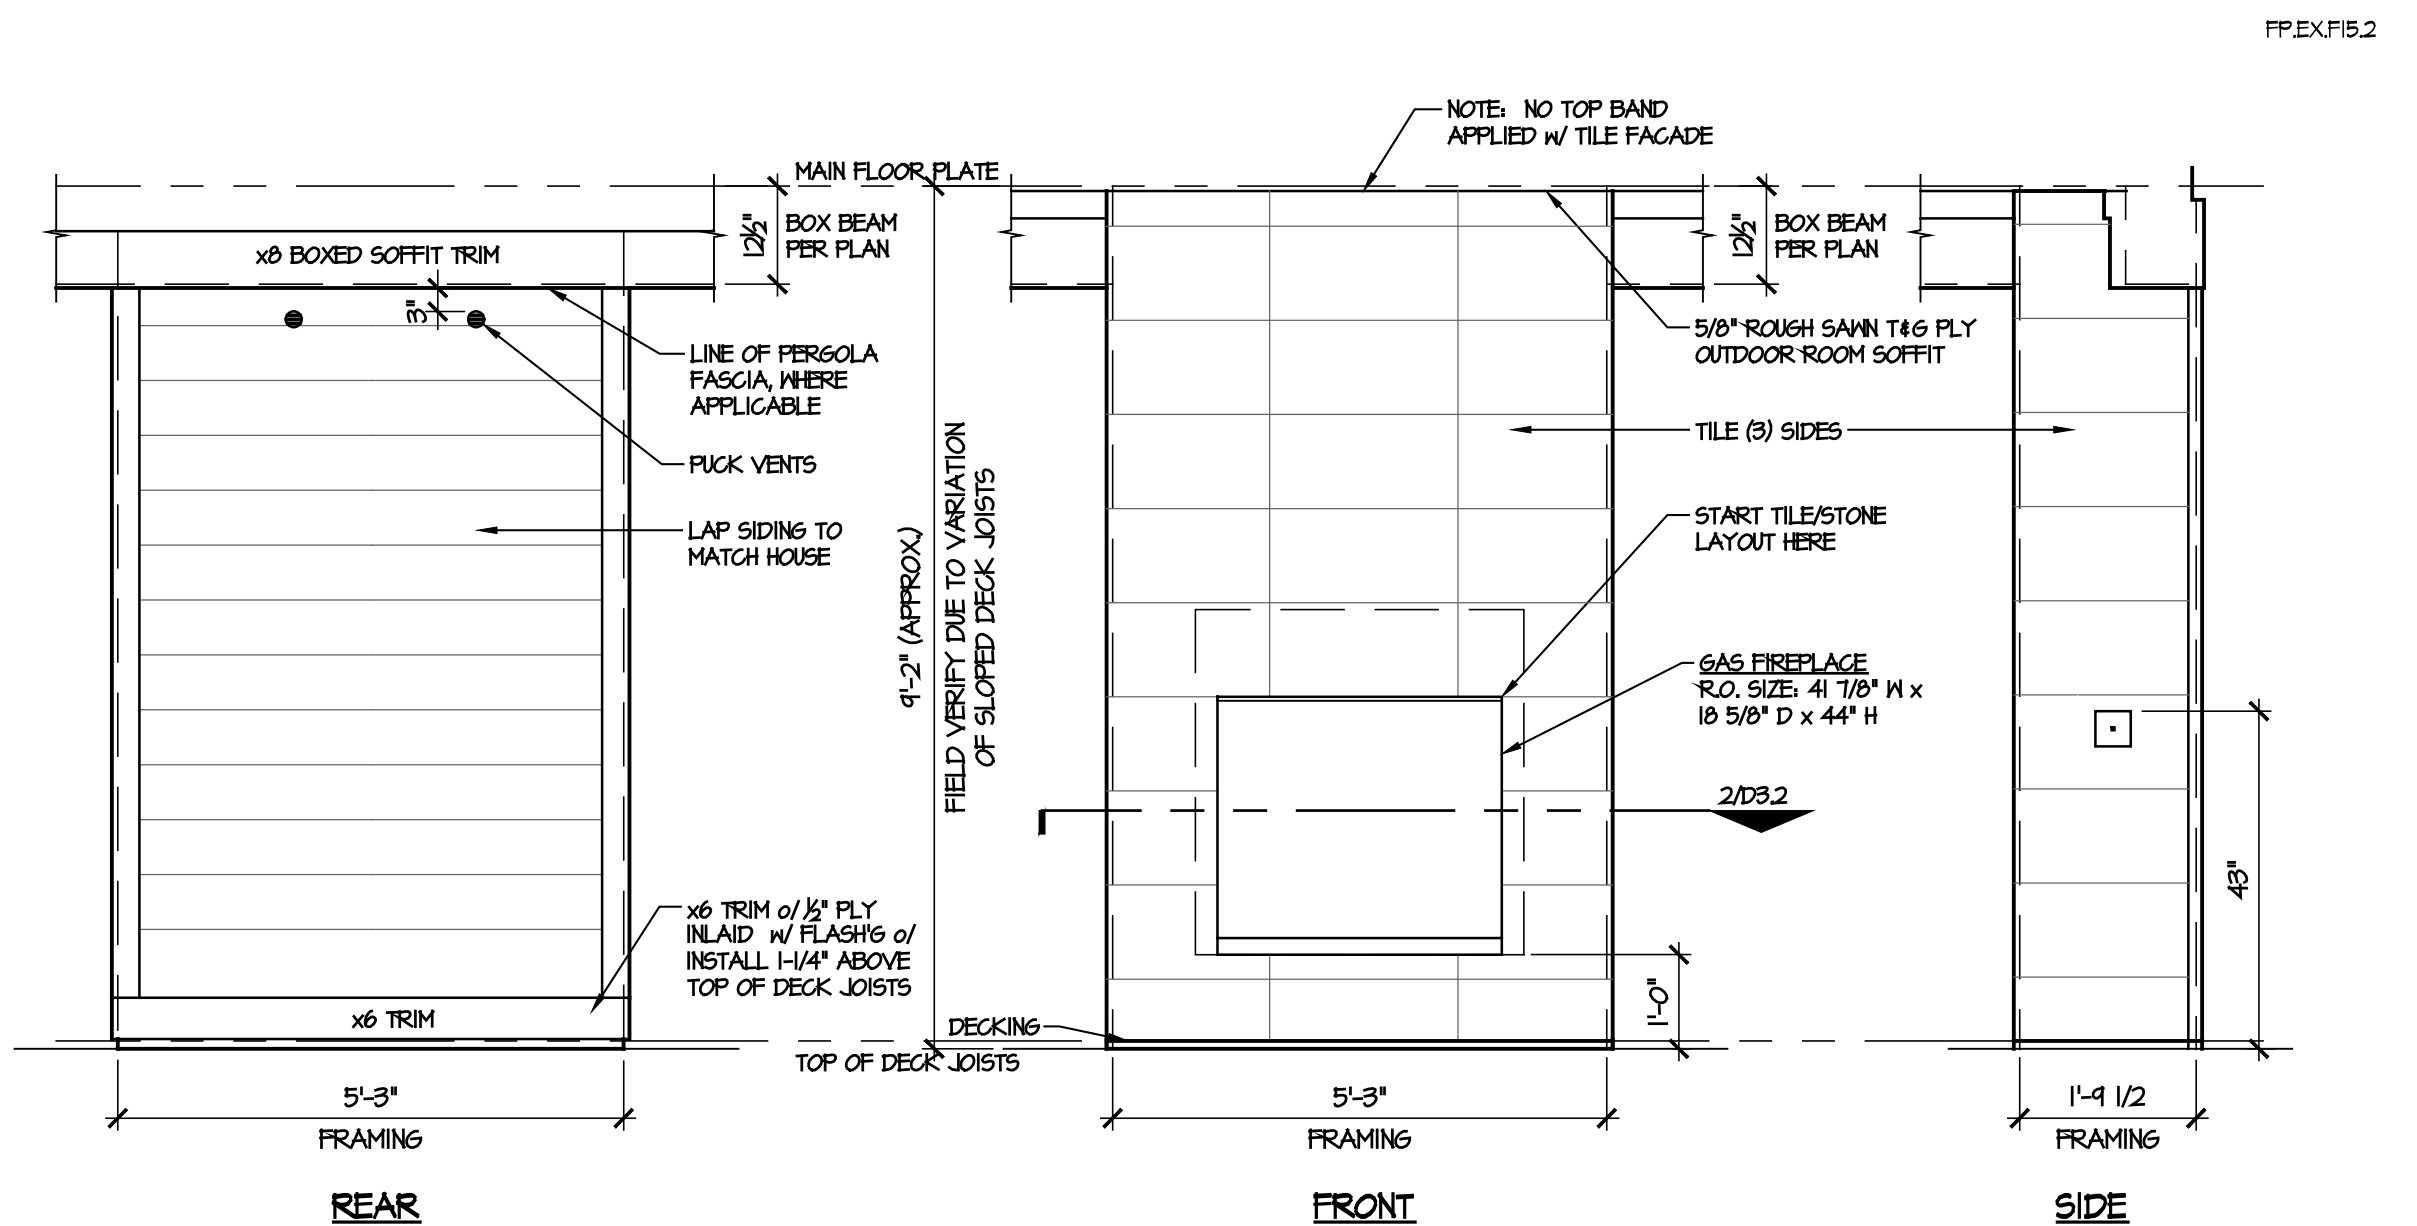 FP.EX.F15.2
NOTE: NO TOP BAND
APPLIED w/ TILE FACADE
MAIN FLOOR PLATE
12½"
BOX BEAM
PER PLAN
x8 BOXED SOFFIT TRIM
3"
LINE OF PERGOLA
FASCIA, WHERE
APPLICABLE
PUCK VENTS
LAP SIDING TO
MATCH HOUSE
x6 TRIM o/ ½" PLY
INLAID w/ FLASH'G o/
INSTALL 1-1/4" ABOVE
TOP OF DECK JOISTS
x6 TRIM
5'-3"
FRAMING
REAR
9'-2" (APPROX.)
FIELD VERIFY DUE TO VARIATION
OF SLOPED DECK JOISTS
DECKING
TOP OF DECK JOISTS
12½"
BOX BEAM
PER PLAN
5/8" ROUGH SAWN T&G PLY
OUTDOOR ROOM SOFFIT
TILE (3) SIDES
START TILE/STONE
LAYOUT HERE
GAS FIREPLACE
R.O. SIZE: 41 7/8" W x
18 5/8" D x 44" H
2/D3.2
1'-0"
5'-3"
FRAMING
FRONT
43"
1'-9 1/2
FRAMING
SIDE